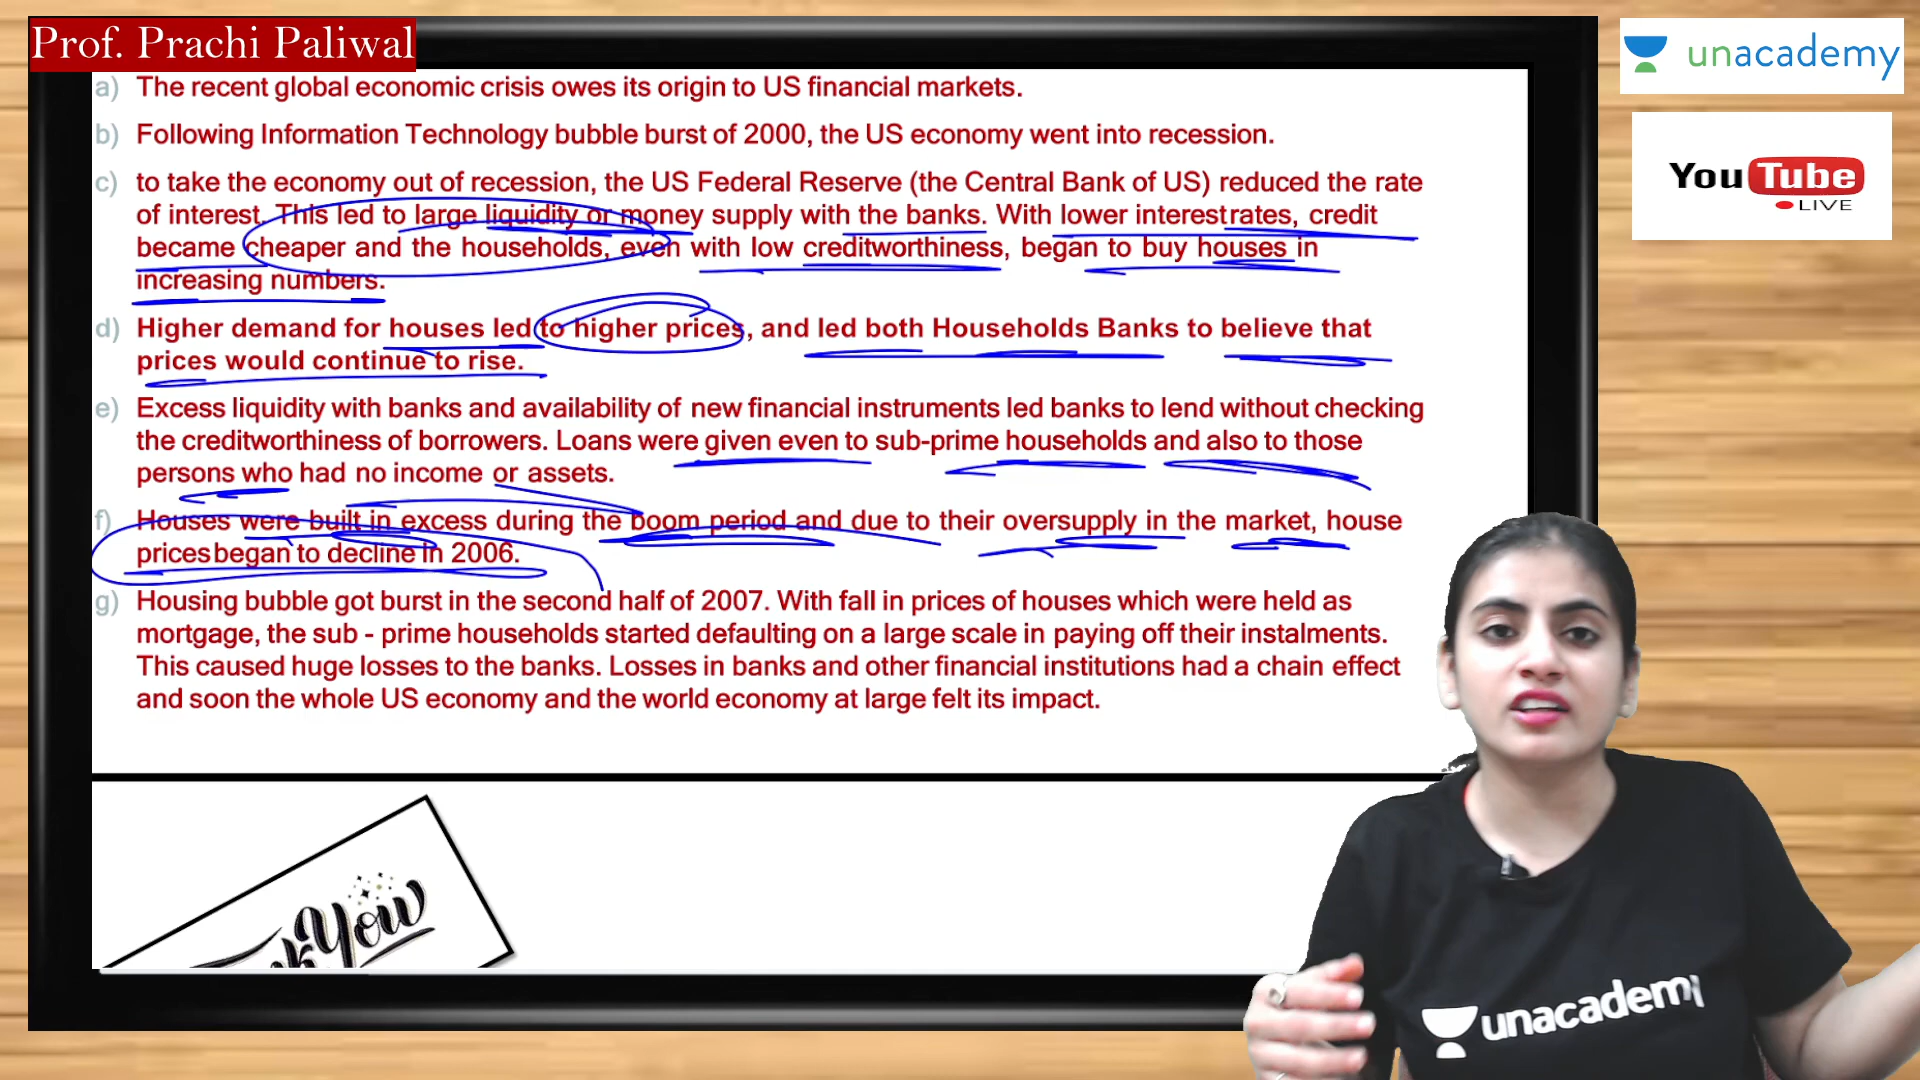 Prof. Prachi Paliwal
unacademy
YouTube
LIVE
a) The recent global economic crisis owes its origin to US financial markets.
b) Following Information Technology bubble burst of 2000, the US economy went into recession.
c) to take the economy out of recession, the US Federal Reserve (the Central Bank of US) reduced the rate
of interest. This led to large liquidity or money supply with the banks. With lower interest rates, credit
became cheaper and the households, even with low creditworthiness, began to buy houses in
increasing numbers.
d) Higher demand for houses led to higher prices, and led both Households Banks to believe that
prices would continue to rise.
e) Excess liquidity with banks and availability of new financial instruments led banks to lend without checking
the creditworthiness of borrowers. Loans were given even to sub-prime households and also to those
persons who had no income or assets.
f) Houses were built in excess during the boom period and due to their oversupply in the market, house
prices began to decline in 2006.
g) Housing bubble got burst in the second half of 2007. With fall in prices of houses which were held as
mortgage, the sub - prime households started defaulting on a large scale in paying off their instalments.
This caused huge losses to the banks. Losses in banks and other financial institutions had a chain effect
and soon the whole US economy and the world economy at large felt its impact.
You
unacademy